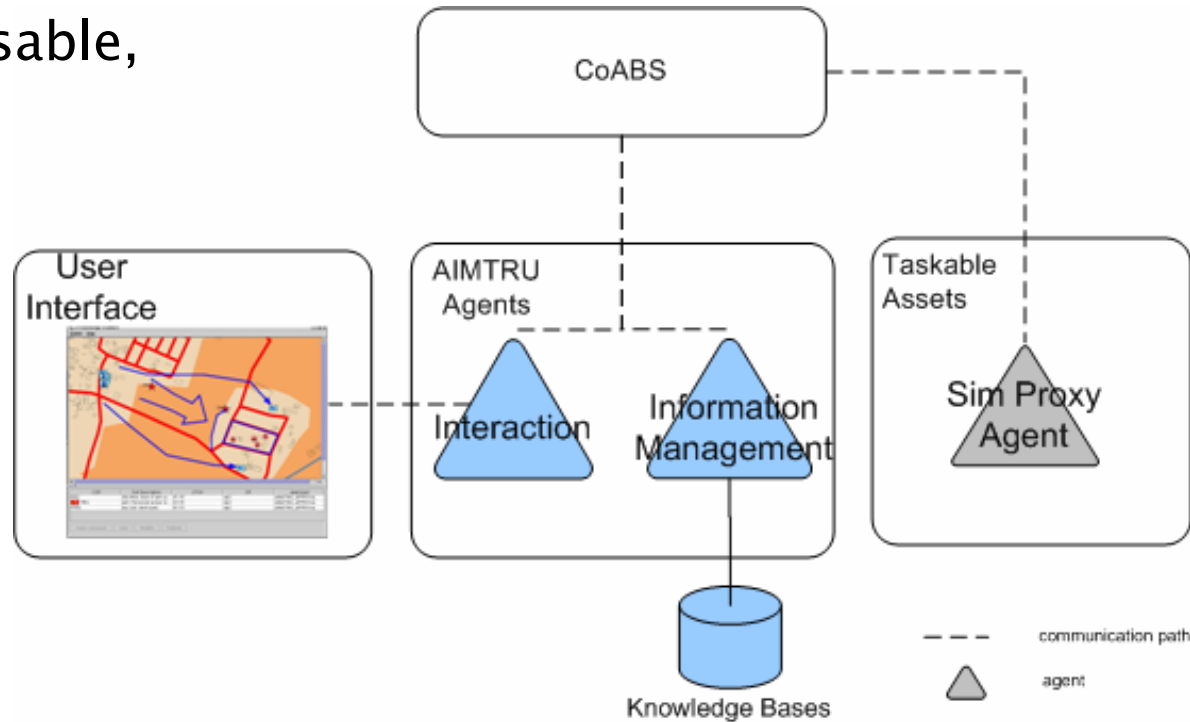 sable,
CoABS
User
Interface
AIMTRU
Agents
Interaction
Information
Management
Taskable
Assets
Sim Proxy
Agent
Knowledge Bases
communication path
agent